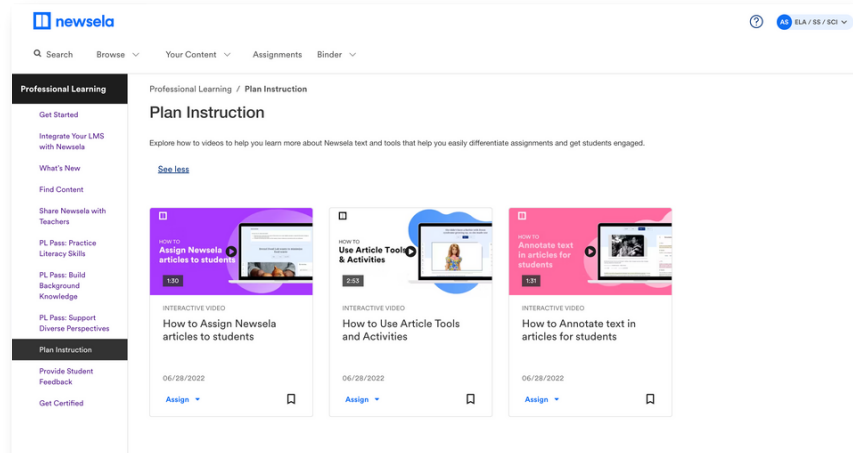 newsela
AS ELA / SS / SCI
Search Browse Your Content Assignments Binder
Professional Learning
Get Started
Integrate Your LMS
with Newsela
What's New
Find Content
Share Newsela with
Teachers
PL Pass: Practice
Literacy Skills
PL Pass: Build
Background
Knowledge
PL Pass: Support
Diverse Perspectives
Plan Instruction
Provide Student
Feedback
Get Certified
Professional Learning / Plan Instruction
Plan Instruction
Explore how to videos to help you learn more about Newsela text and tools that help you easily differentiate assignments and get students engaged.
See less
HOW TO
Assign Newsela
articles to students
1:30
INTERACTIVE VIDEO
How to Assign Newsela
articles to students
06/28/2022
Assign
HOW TO
Use Article Tools
& Activities
2:53
INTERACTIVE VIDEO
How to Use Article Tools
and Activities
06/28/2022
Assign
HOW TO
Annotate text
in articles for
students
1:31
INTERACTIVE VIDEO
How to Annotate text in
articles for students
06/28/2022
Assign